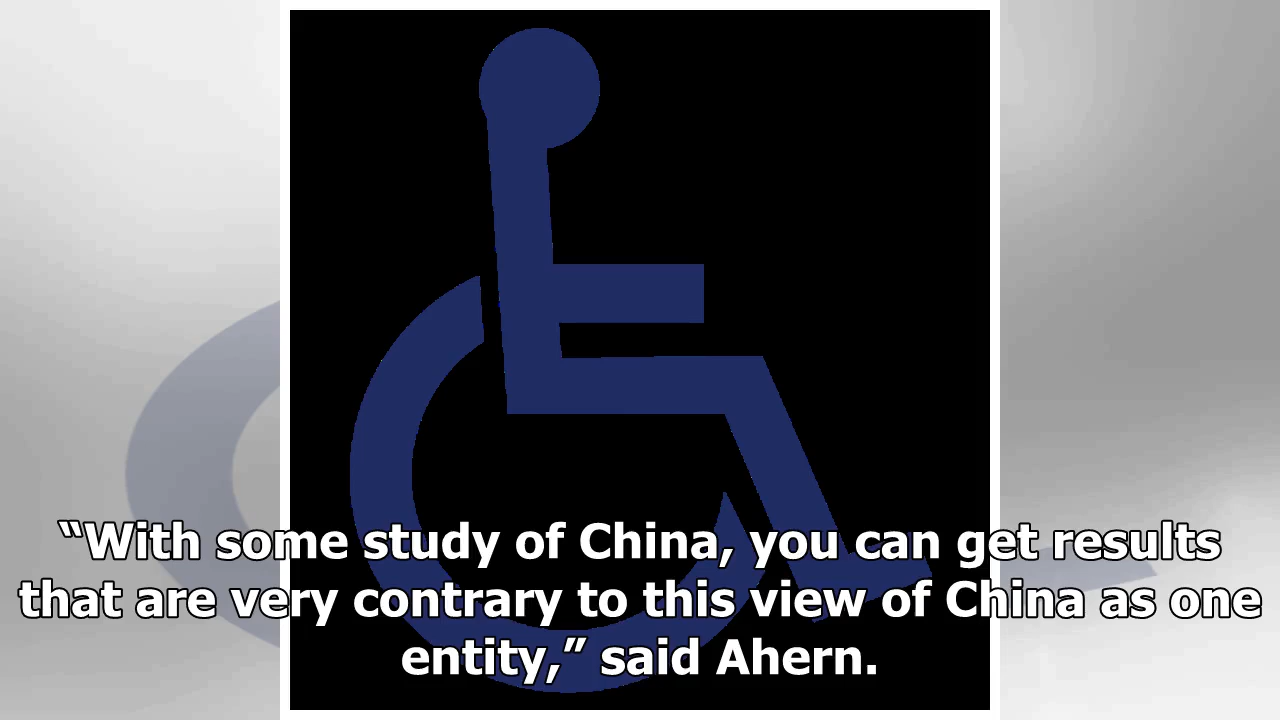 “With some study of China, you can get results
that are very contrary to this view of China as one
entity,” said Ahern.